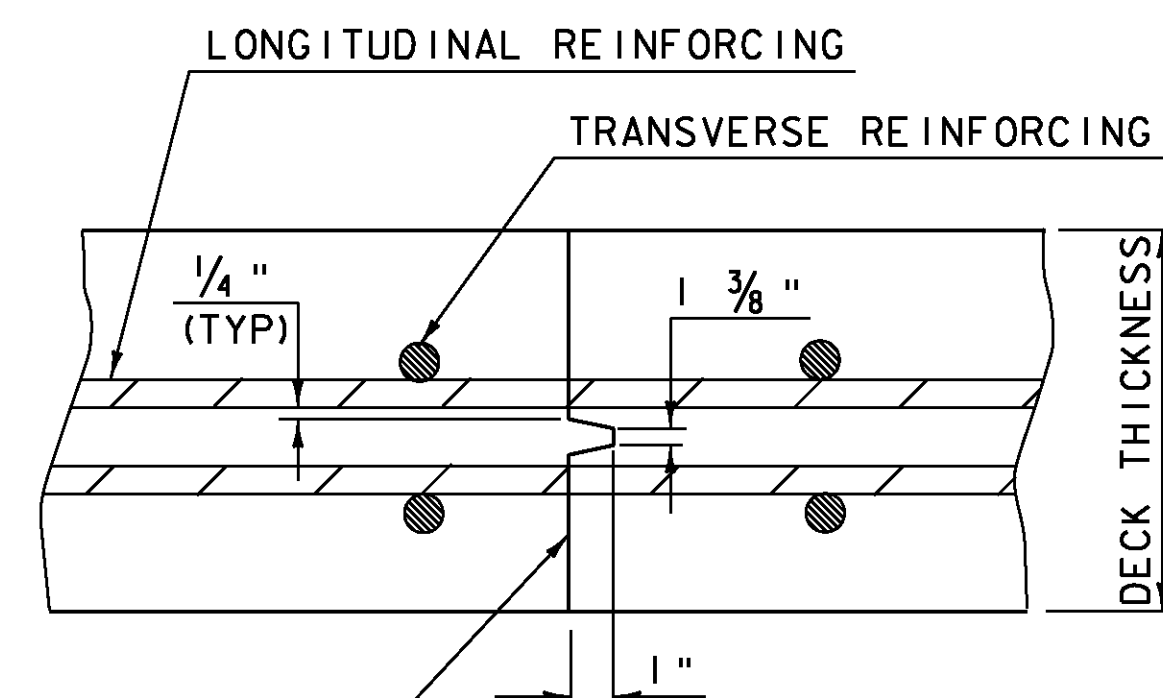 LONGITUDINAL REINFORCING
TRANSVERSE REINFORCING
1/4 "
(TYP)
1 3/8 "
DECK THICKNESS
1 "